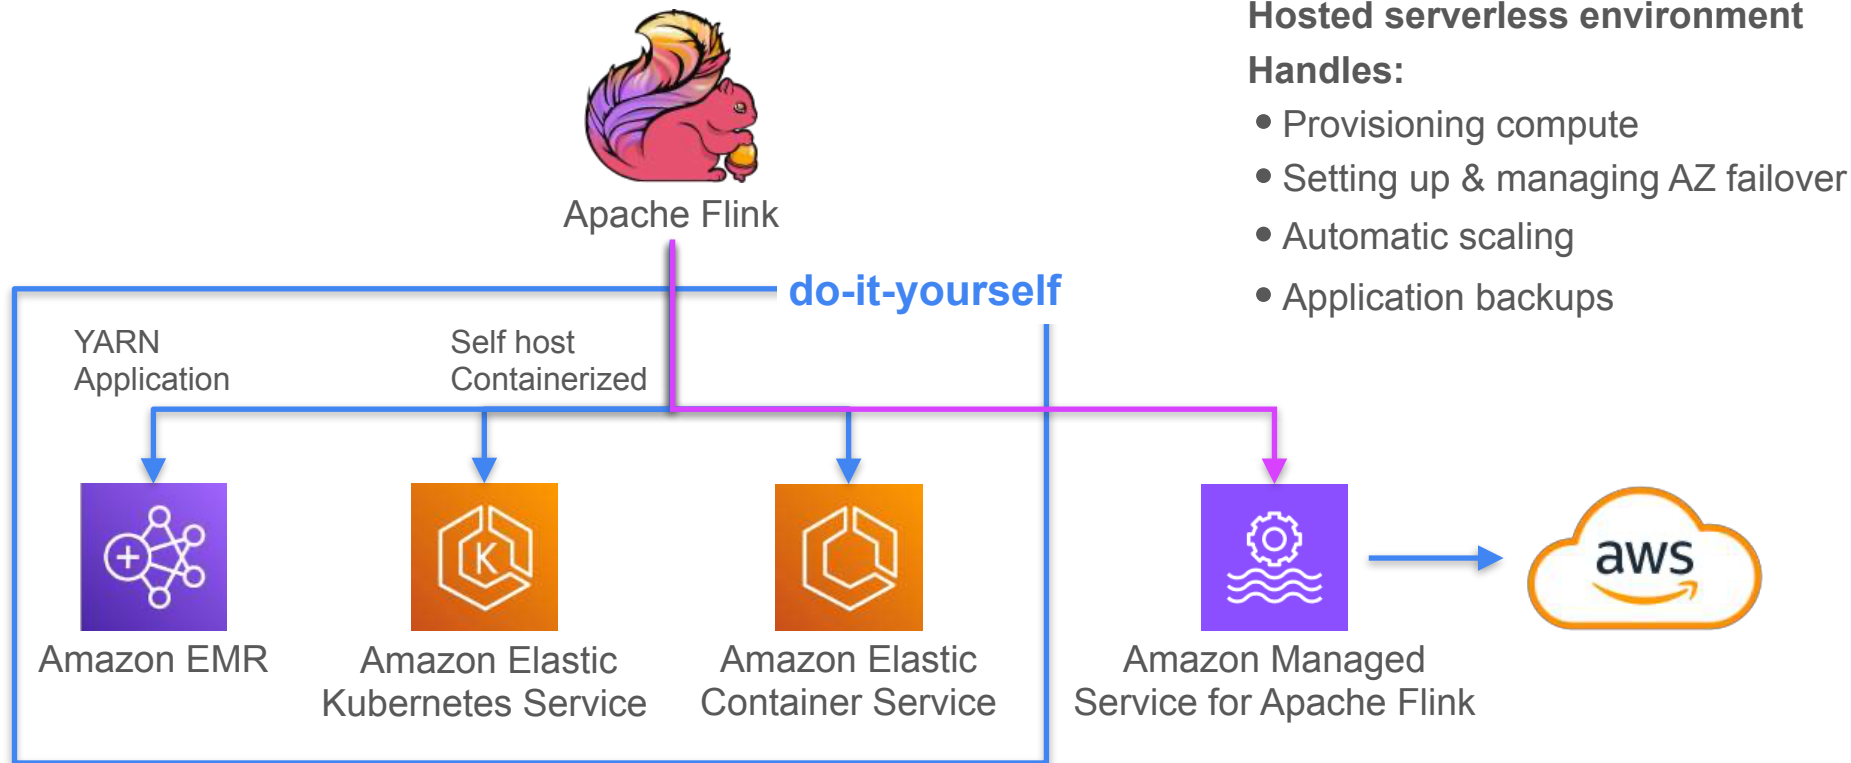 Hosted serverless environment
Handles:
• Provisioning compute
• Setting up & managing AZ failover
• Automatic scaling
• Application backups
Apache Flink
do-it-yourself
YARN
Application
Self host
Containerized
K
aws
Amazon EMR
Amazon Elastic
Kubernetes Service
Amazon Elastic
Container Service
Amazon Managed
Service for Apache Flink